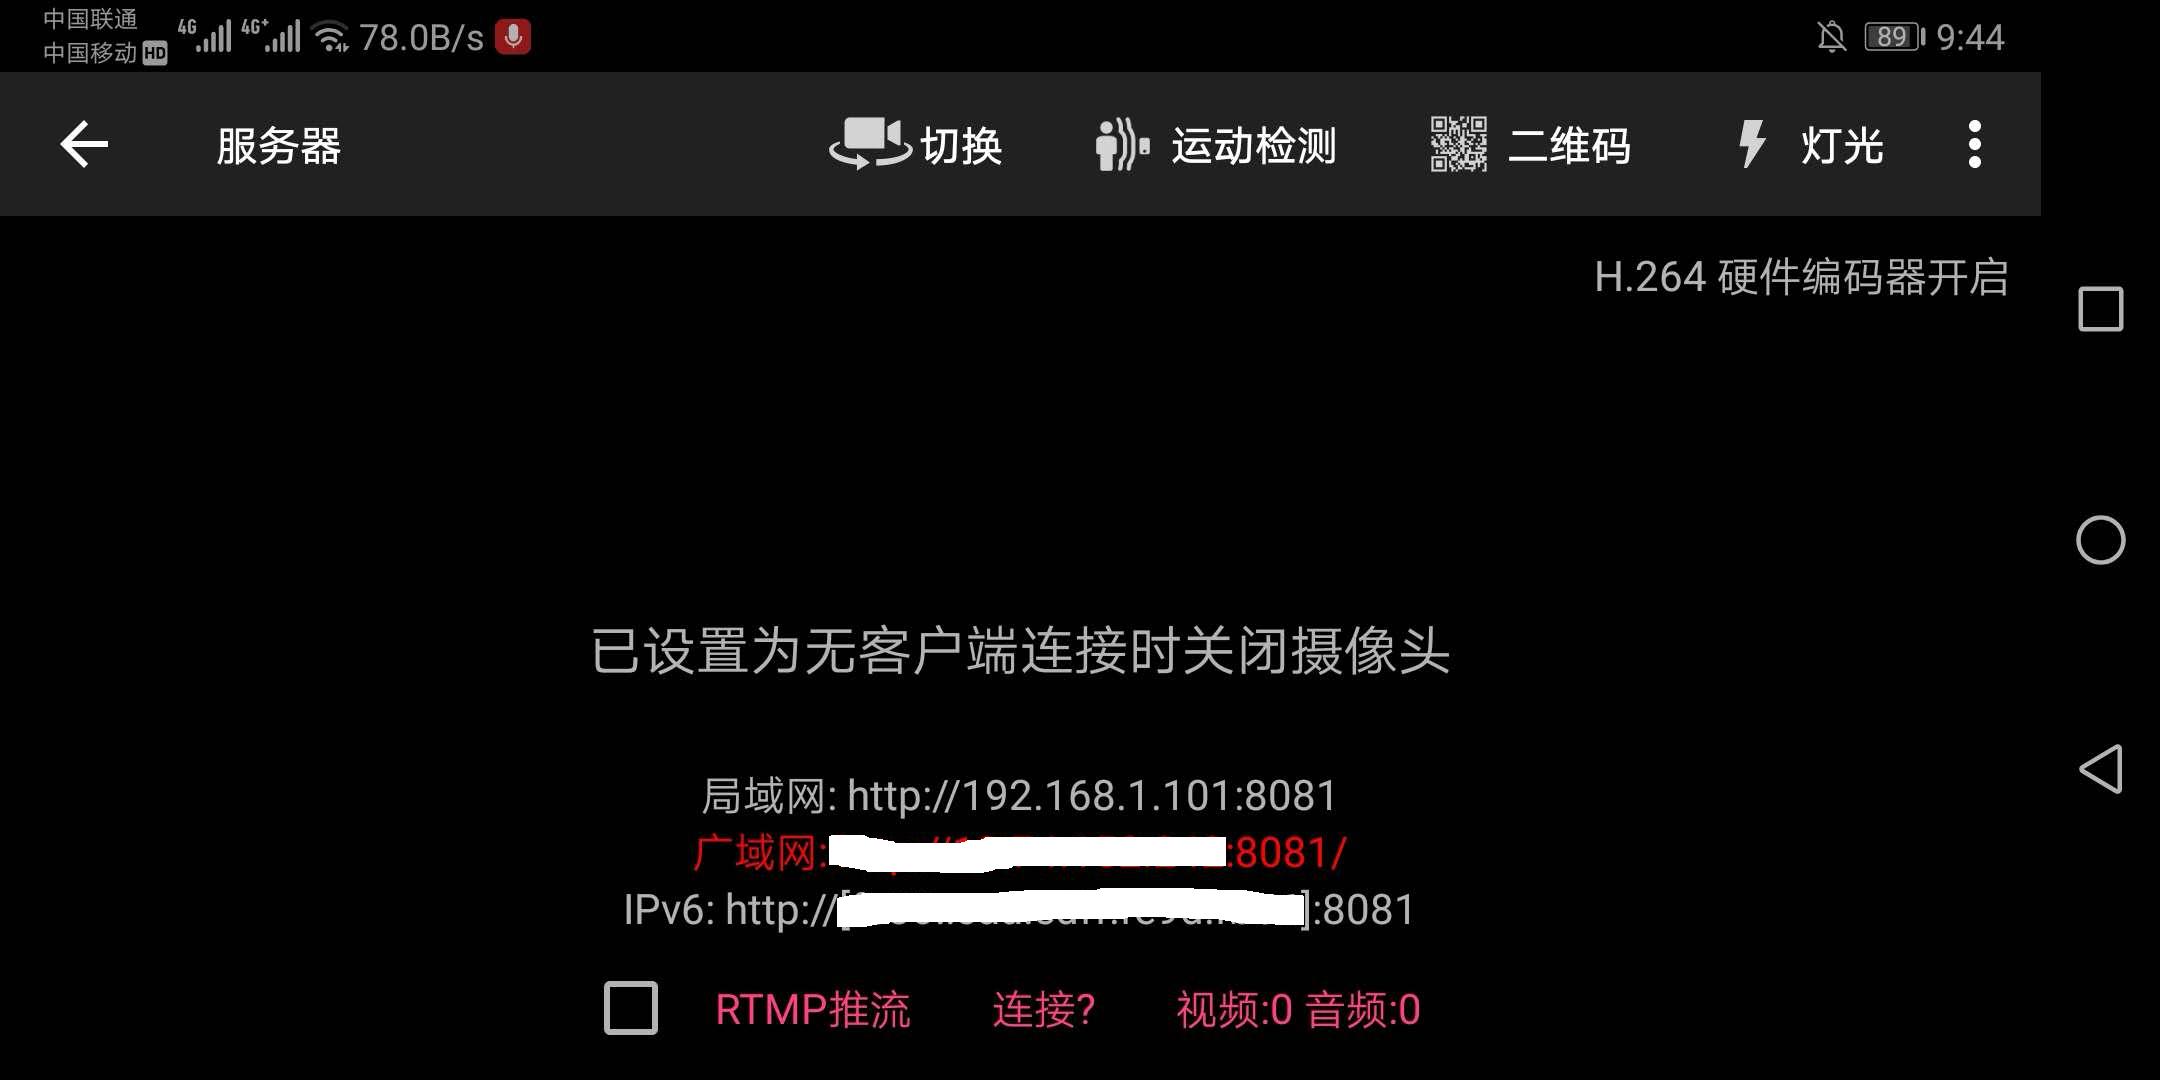 中国联通
中国移动 HD 4G 4G+ 78.0B/s 89 9:44
服务器 切换 运动检测 二维码 灯光
H.264 硬件编码器开启
已设置为无客户端连接时关闭摄像头
局域网: http://192.168.1.101:8081
广域网: :8081/
IPv6: http://[ ]:8081
RTMP推流 连接? 视频:0 音频:0